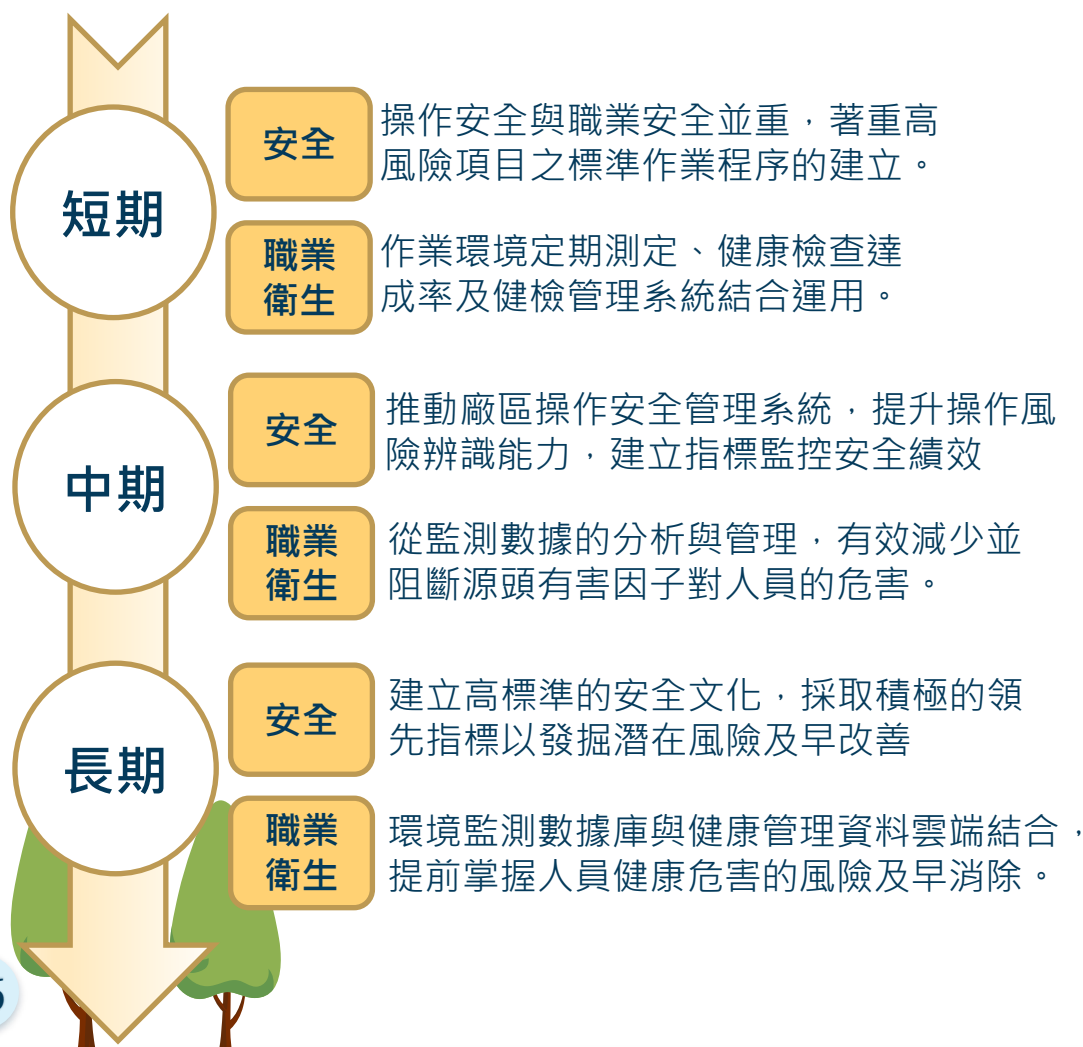 短期
安全
操作安全與職業安全並重，著重高
風險項目之標準作業程序的建立。
職業
衛生
作業環境定期測定、健康檢查達
成率及健檢管理系統結合運用。
中期
安全
推動廠區操作安全管理系統，提升操作風
險辨識能力，建立指標監控安全績效
職業
衛生
從監測數據的分析與管理，有效減少並
阻斷源頭有害因子對人員的危害。
長期
安全
建立高標準的安全文化，採取積極的領
先指標以發掘潛在風險及早改善
職業
衛生
環境監測數據庫與健康管理資料雲端結合，
提前掌握人員健康危害的風險及早消除。